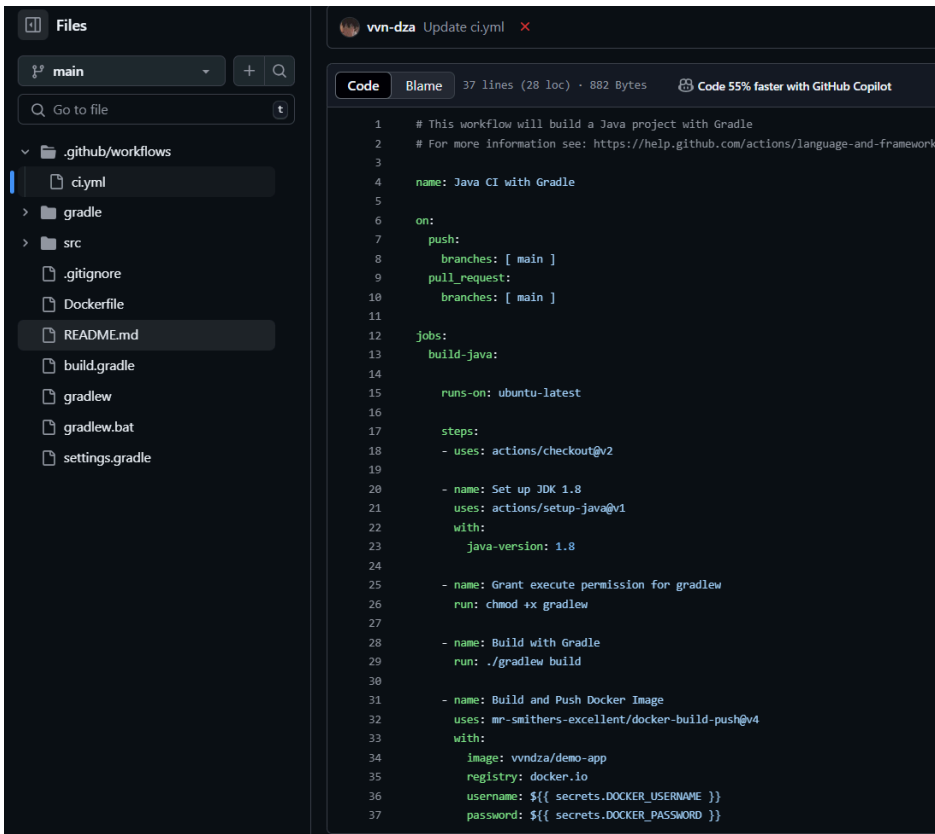 Files
main
Go to file
t
.github/workflows
ci.yml
gradle
src
.gitignore
Dockerfile
README.md
build.gradle
gradlew
gradlew.bat
settings.gradle
vvn-dza Update ci.yml
Code Blame 37 lines (28 loc) · 882 Bytes Code 55% faster with GitHub Copilot
1 # This workflow will build a Java project with Gradle
2 # For more information see: https://help.github.com/actions/language-and-framework
3
4 name: Java CI with Gradle
5
6 on:
7   push:
8     branches: [ main ]
9   pull_request:
10     branches: [ main ]
11
12 jobs:
13   build-java:
14
15     runs-on: ubuntu-latest
16
17     steps:
18     - uses: actions/checkout@v2
19
20     - name: Set up JDK 1.8
21       uses: actions/setup-java@v1
22       with:
23         java-version: 1.8
24
25     - name: Grant execute permission for gradlew
26       run: chmod +x gradlew
27
28     - name: Build with Gradle
29       run: ./gradlew build
30
31     - name: Build and Push Docker Image
32       uses: mr-smithers-excellent/docker-build-push@v4
33       with:
34         image: vvndza/demo-app
35         registry: docker.io
36         username: ${{ secrets.DOCKER_USERNAME }}
37         password: ${{ secrets.DOCKER_PASSWORD }}